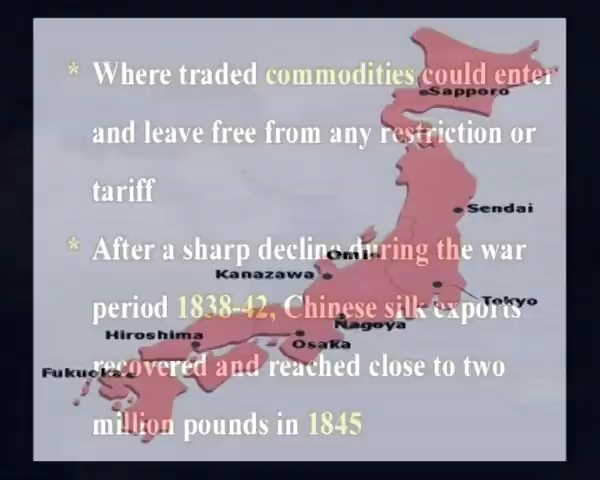 * Where traded commodities could enter
Sapporo
and leave free from any restriction or
tariff
Sendai
* After a sharp decline during the war
Omiya
Kanazawa
period 1838-42, Chinese silk exports
Tokyo
Nagoya
Hiroshima
Osaka
recovered and reached close to two
Fukuoka
million pounds in 1845